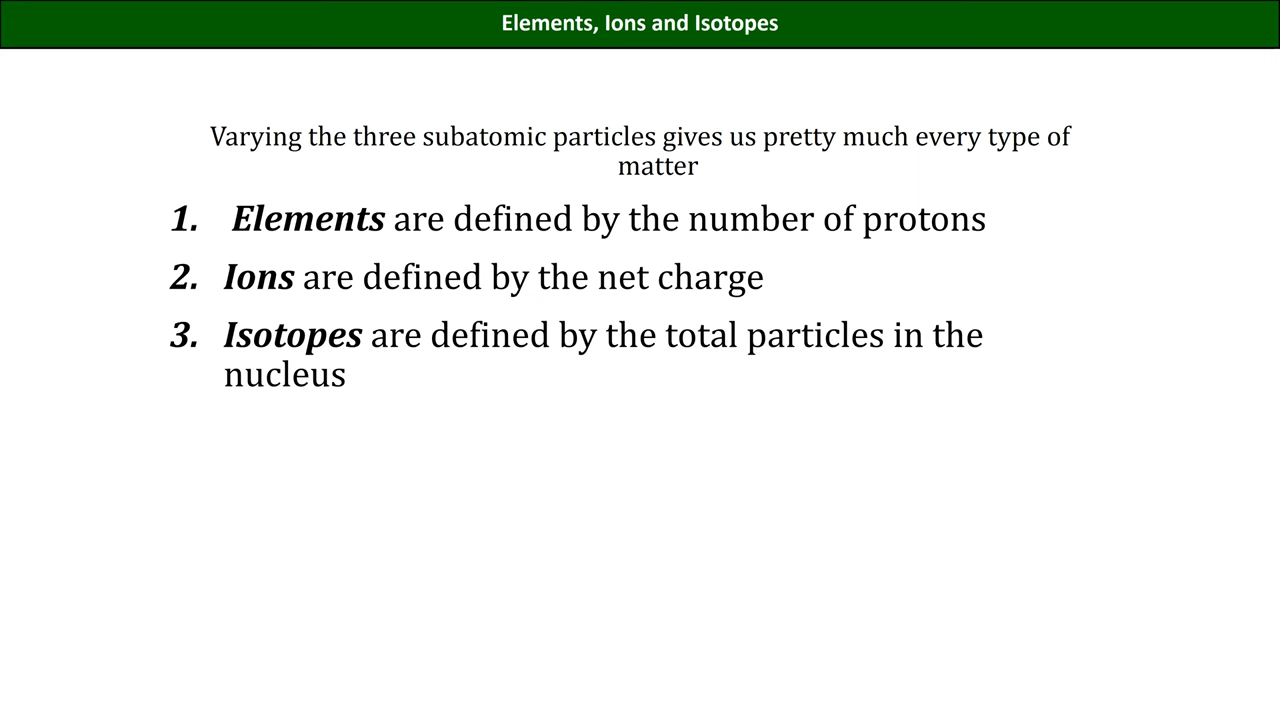 Elements, Ions and Isotopes
Varying the three subatomic particles gives us pretty much every type of
matter
1. Elements are defined by the number of protons
2. Ions are defined by the net charge
3. Isotopes are defined by the total particles in the
nucleus